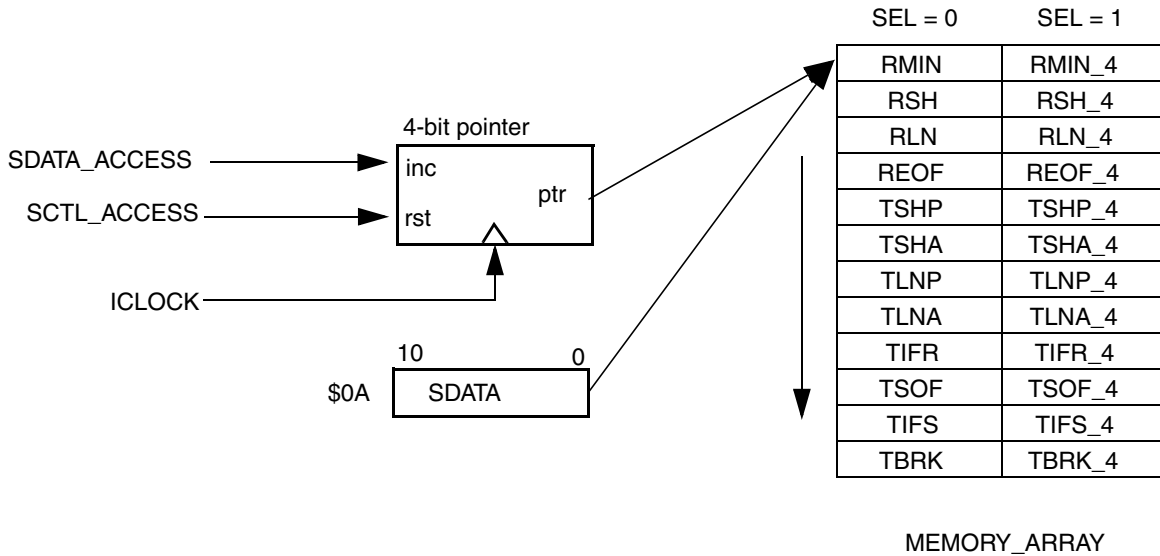 SEL = 0 SEL = 1
RMIN RMIN_4
RSH RSH_4
RLN RLN_4
REOF REOF_4
TSHP TSHP_4
TSHA TSHA_4
TLNP TLNP_4
TLNA TLNA_4
TIFR TIFR_4
TSOF TSOF_4
TIFS TIFS_4
TBRK TBRK_4
MEMORY_ARRAY
4-bit pointer
SDATA_ACCESS
inc
ptr
SCTL_ACCESS
rst
ICLOCK
10 0
$0A SDATA